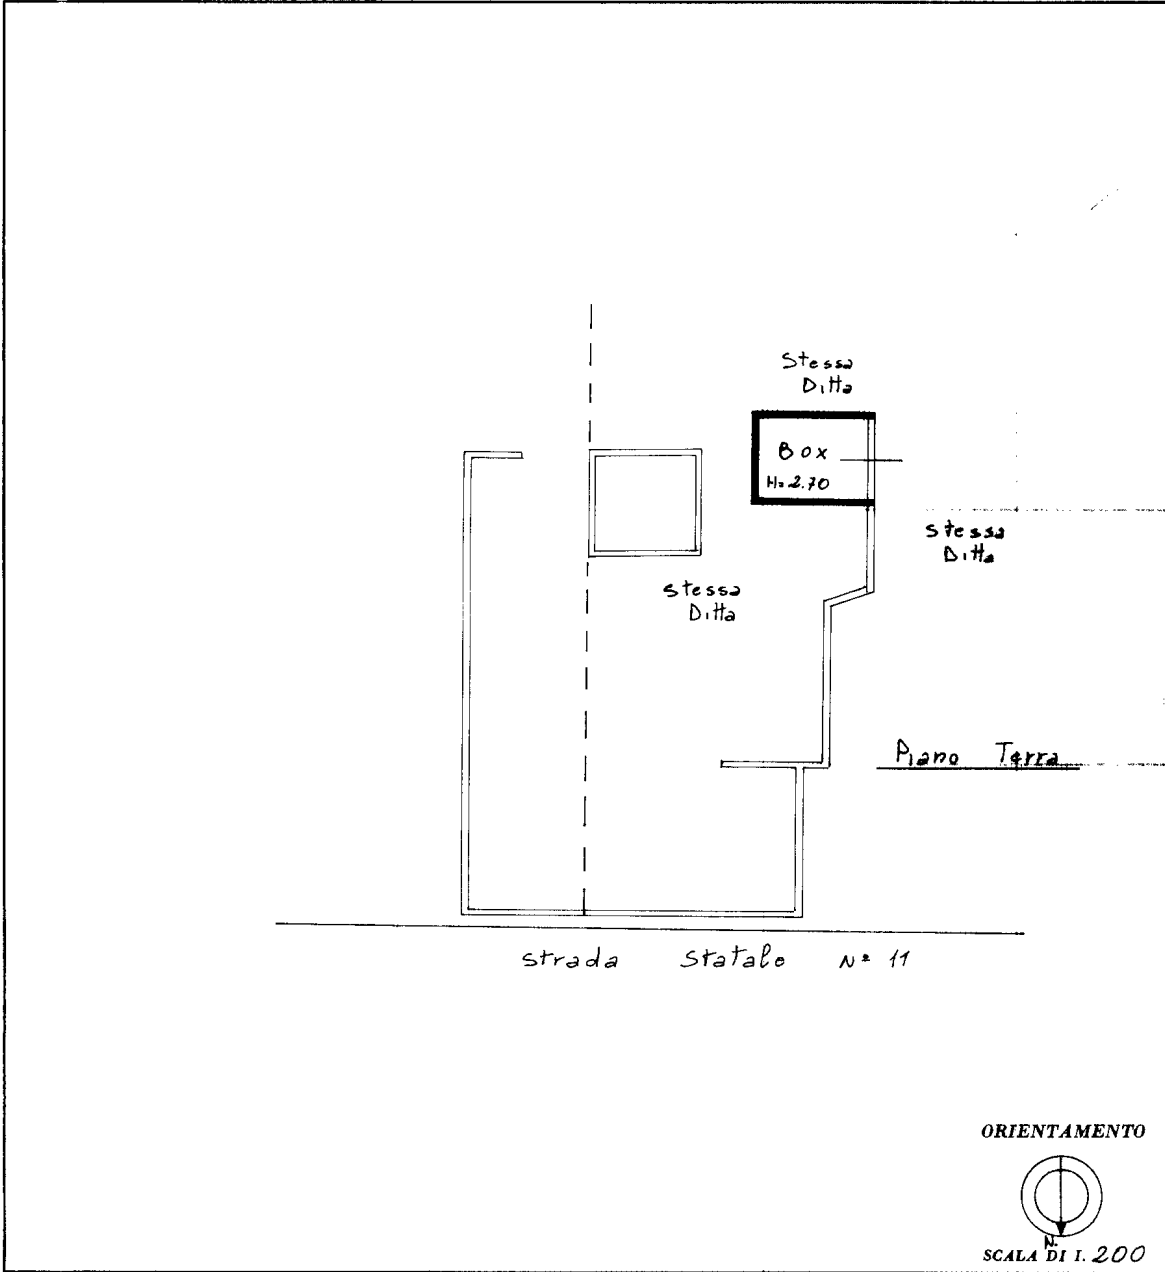 Stessa
Ditta
BOX
H=2.70
Stessa
Ditta
Stessa
Ditta
Piano Terra
Strada Statale N° 11
ORIENTAMENTO
N.
SCALA DI 1. 200